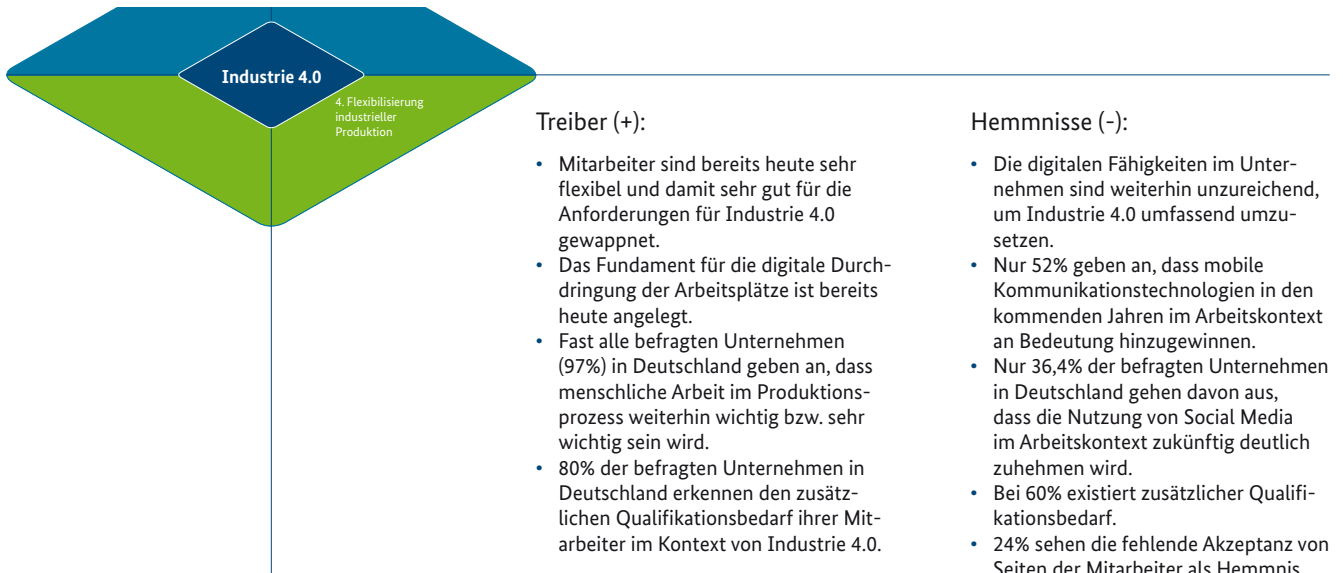 Industrie 4.0
4. Flexibilisierung
industrieller
Produktion
Treiber (+):
• Mitarbeiter sind bereits heute sehr
flexibel und damit sehr gut für die
Anforderungen für Industrie 4.0
gewappnet.
• Das Fundament für die digitale Durch-
dringung der Arbeitsplätze ist bereits
heute angelegt.
• Fast alle befragten Unternehmen
(97%) in Deutschland geben an, dass
menschliche Arbeit im Produktions-
prozess weiterhin wichtig bzw. sehr
wichtig sein wird.
• 80% der befragten Unternehmen in
Deutschland erkennen den zusätz-
lichen Qualifikationsbedarf ihrer Mit-
arbeiter im Kontext von Industrie 4.0.
Hemmnisse (-):
• Die digitalen Fähigkeiten im Unter-
nehmen sind weiterhin unzureichend,
um Industrie 4.0 umfassend umzu-
setzen.
• Nur 52% geben an, dass mobile
Kommunikationstechnologien in den
kommenden Jahren im Arbeitskontext
an Bedeutung hinzugewinnen.
• Nur 36,4% der befragten Unternehmen
in Deutschland gehen davon aus,
dass die Nutzung von Social Media
im Arbeitskontext zukünftig deutlich
zuhehmen wird.
• Bei 60% existiert zusätzlicher Qualifi-
kationsbedarf.
• 24% sehen die fehlende Akzeptanz von
Seiten der Mitarbeiter als Hemmnis